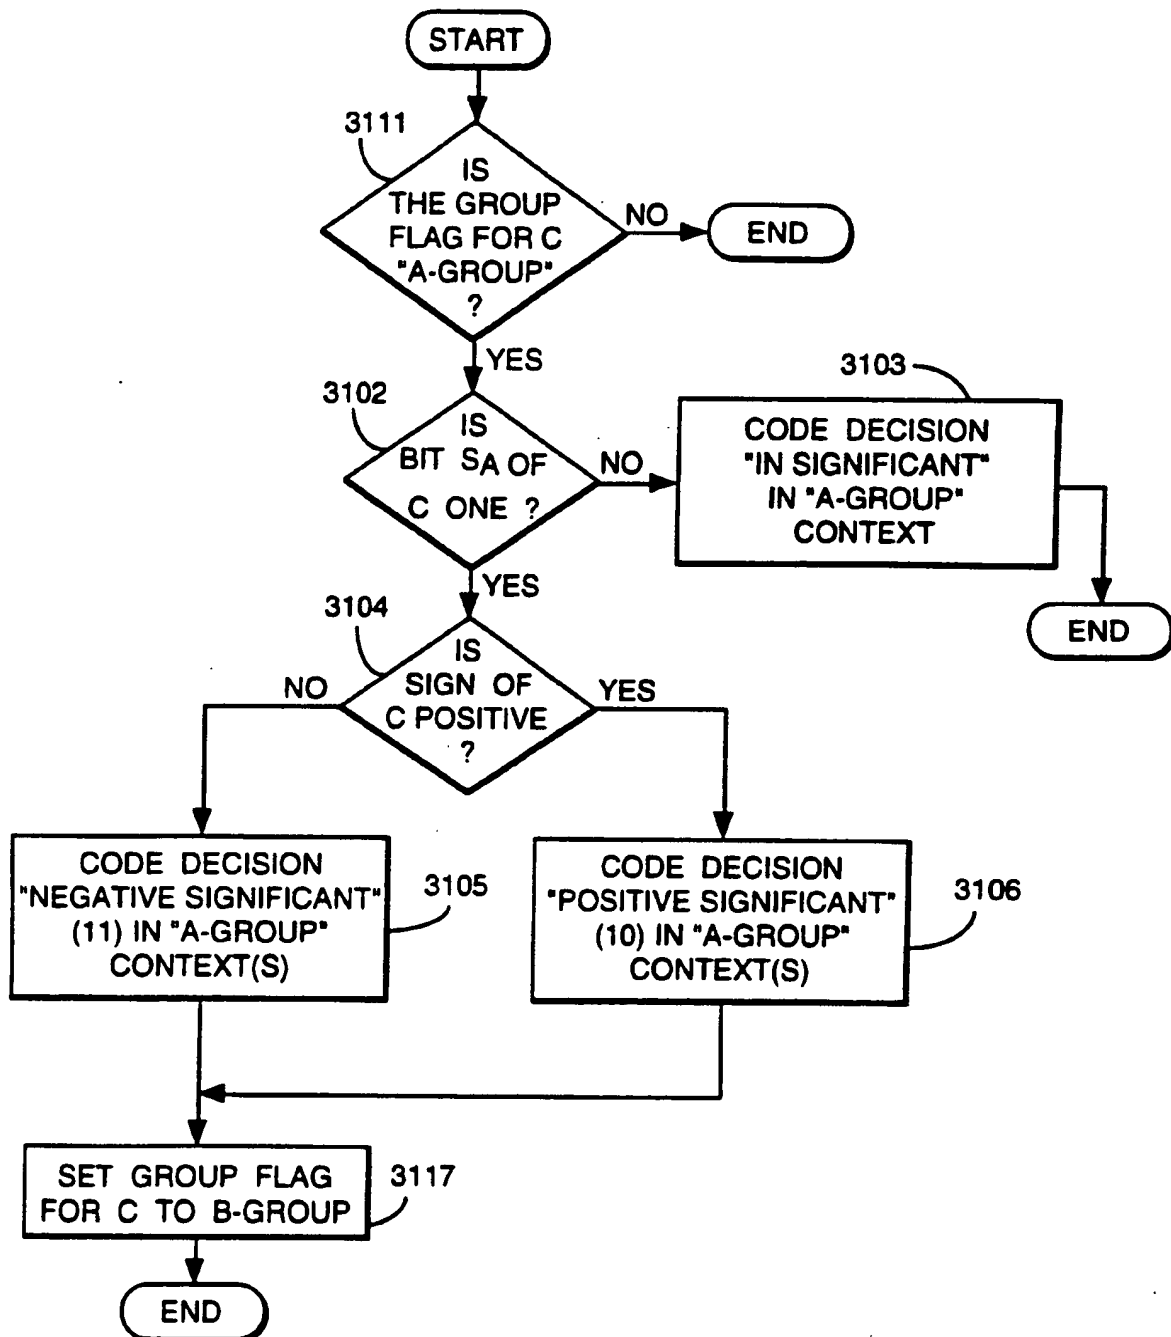 START
3111
IS
THE GROUP
FLAG FOR C
"A-GROUP"
?
NO
END
YES
3102
IS
BIT SA OF
C ONE ?
NO
3103
CODE DECISION
"IN SIGNIFICANT"
IN "A-GROUP"
CONTEXT
END
YES
3104
IS
SIGN OF
C POSITIVE
?
NO
YES
CODE DECISION
"NEGATIVE SIGNIFICANT"
(11) IN "A-GROUP"
CONTEXT(S)
3105
CODE DECISION
"POSITIVE SIGNIFICANT"
(10) IN "A-GROUP"
CONTEXT(S)
3106
SET GROUP FLAG
FOR C TO B-GROUP
3117
END